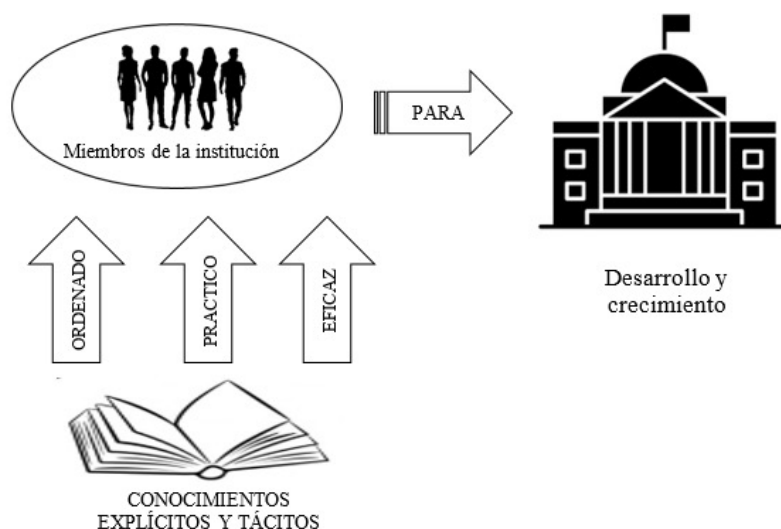 Miembros de la institución
PARA
ORDENADO
PRACTICO
EFICAZ
Desarrollo y
crecimiento
CONOCIMIENTOS
EXPLÍCITOS Y TÁCITOS